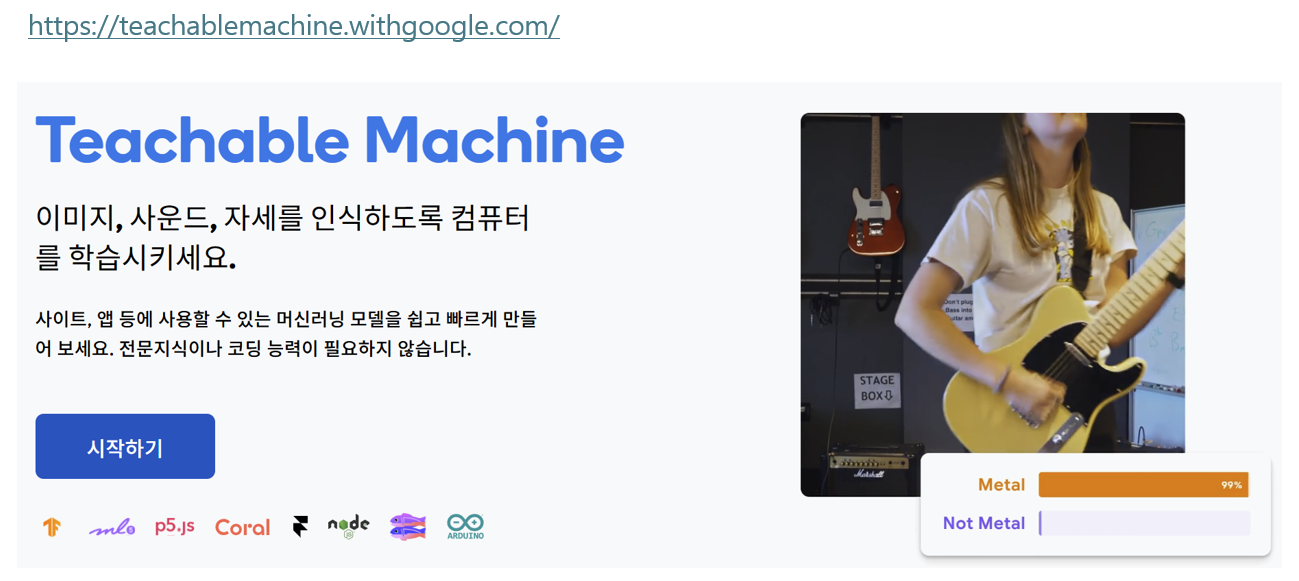 https://teachablemachine.withgoogle.com/
Teachable Machine
이미지, 사운드, 자세를 인식하도록 컴퓨터
를 학습시키세요.
사이트, 앱 등에 사용할 수 있는 머신러닝 모델을 쉽고 빠르게 만들
어 보세요. 전문지식이나 코딩 능력이 필요하지 않습니다.
시작하기
ml5
p5.js
Coral
node
JS
ARDUINO
Don't plug
Bass into
STAGE
BOX⇩
Marshall
Metal
99%
Not Metal